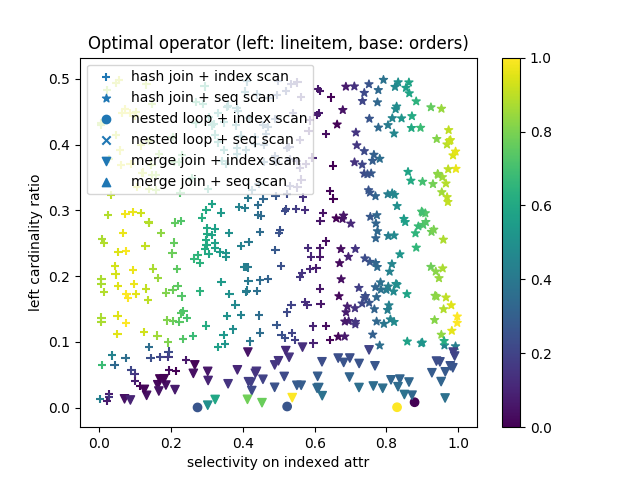 Optimal operator (left: lineitem, base: orders)
hash join + index scan
hash join + seq scan
nested loop + index scan
nested loop + seq scan
merge join + index scan
merge join + seq scan
left cardinality ratio
0.5
0.4
0.3
0.2
0.1
0.0
0.0 0.2 0.4 0.6 0.8 1.0
selectivity on indexed attr
1.0
0.8
0.6
0.4
0.2
0.0